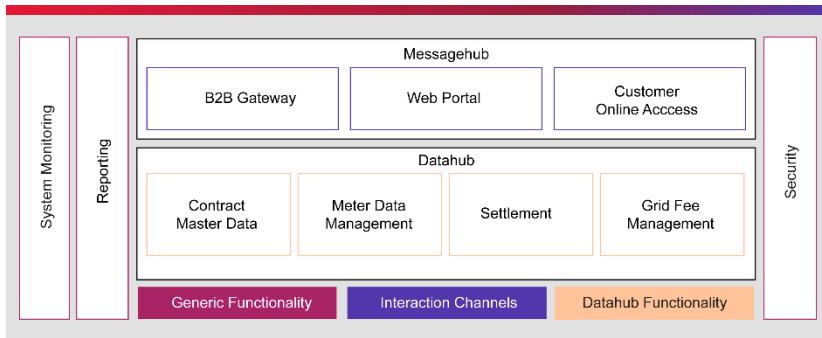 System Monitoring
Reporting
Messagehub
B2B Gateway
Web Portal
Customer
Online Acccess
Datahub
Contract
Master Data
Meter Data
Management
Settlement
Grid Fee
Management
Security
Generic Functionality
Interaction Channels
Datahub Functionality